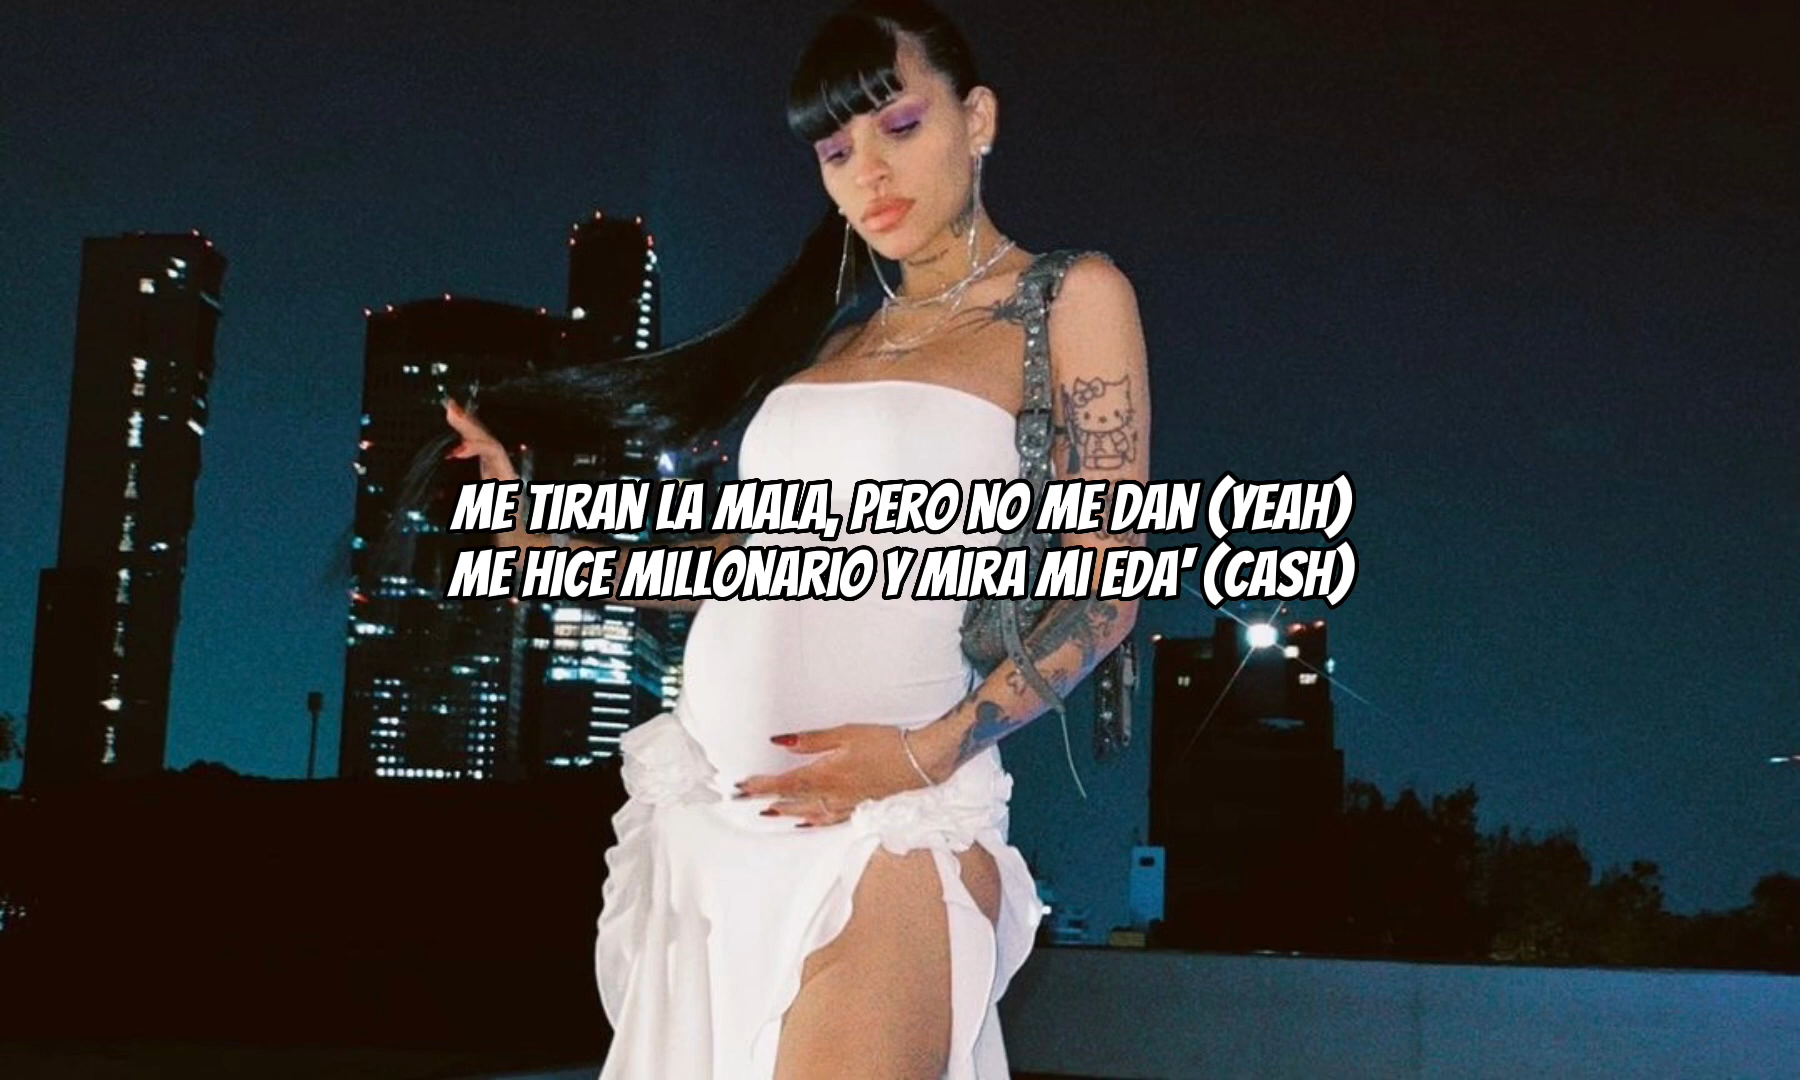 ME TIRAN LA MALA, PERO NO ME DAN (YEAH)
ME HICE MILLONARIO Y MIRA MI EDA' (CASH)